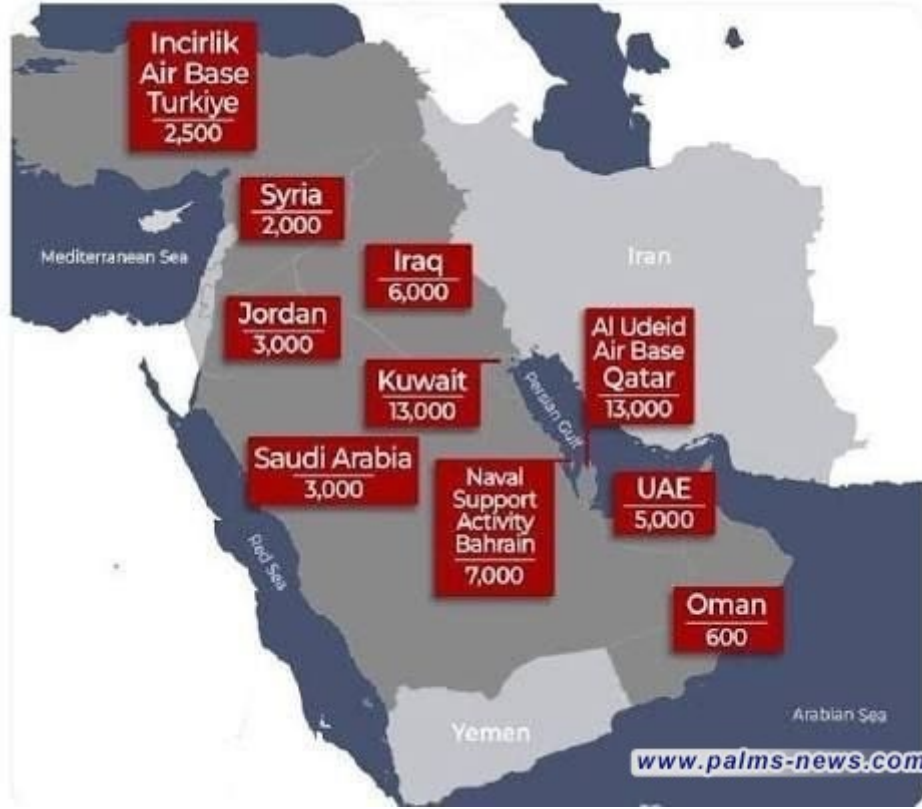 Incirlik
Air Base
Turkiye
2,500
Syria
2,000
Mediterranean Sea
Iraq
6,000
Iran
Jordan
3,000
Al Udeid
Air Base
Qatar
13,000
Kuwait
13,000
Persian Gulf
Saudi Arabia
3,000
Naval
Support
Activity
Bahrain
7,000
UAE
5,000
Red Sea
Oman
600
Yemen
Arabian Sea
www.palms-news.com